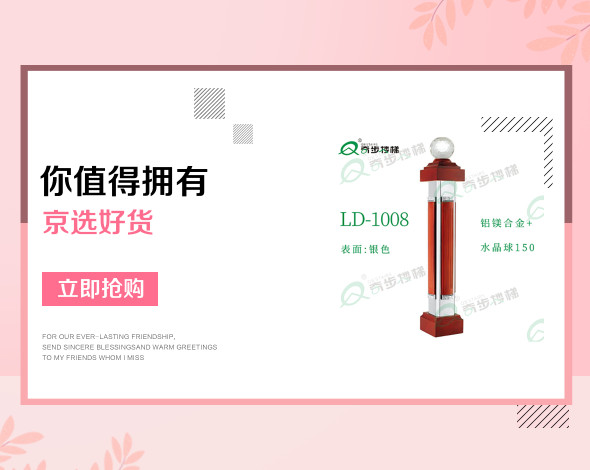 你值得拥有
京选好货
立即抢购
FOR OUR EVER-LASTING FRIENDSHIP,
SEND SINCERE BLESSINGSAND WARM GREETINGS
TO MY FRIENDS WHOM I MISS
奇步梯
LD-1008
表面:银色
铝镁合金+
水晶球150